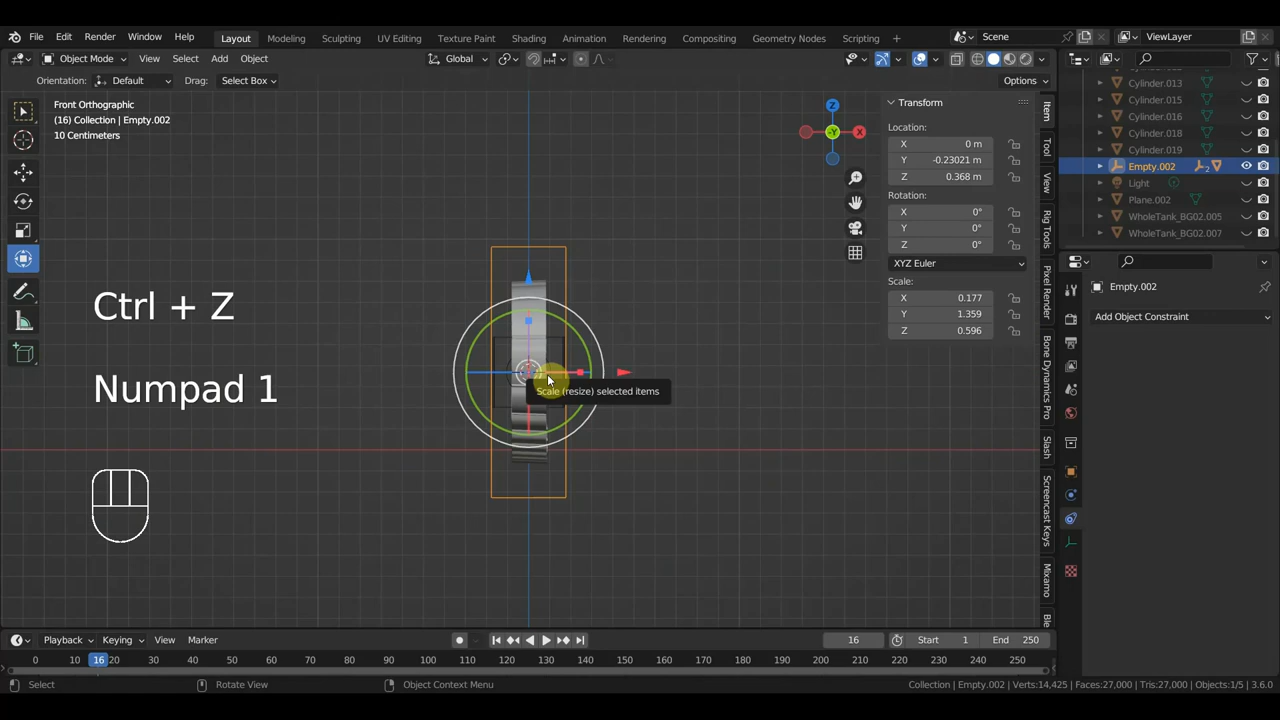 File Edit Render Window Help Layout Modeling Sculpting UV Editing Texture Paint Shading Animation Rendering Compositing Geometry Nodes Scripting + Scene ViewLayer
Object Mode View Select Add Object Global
Orientation: Default Drag: Select Box Options
Front Orthographic
(16) Collection | Empty.002
10 Centimeters
Ctrl + Z
Numpad 1
Scale (resize) selected items
Z
X
-Y
Transform
Location:
X 0 m
Y -0.23021 m
Z 0.368 m
Rotation:
X 0°
Y 0°
Z 0°
XYZ Euler
Scale:
X 0.177
Y 1.359
Z 0.596
Item
Tool
View
Rig Tools
Pixel Render
Bone Dynamics Pro
Slash
Screencast Keys
Mixamo
Ble
Cylinder.013
Cylinder.015
Cylinder.016
Cylinder.018
Cylinder.019
Empty.002 2
Light
Plane.002
WholeTank_BG02.005
WholeTank_BG02.007
Empty.002
Add Object Constraint
Playback Keying View Marker 16 Start 1 End 250
0 10 16 20 30 40 50 60 70 80 90 100 110 120 130 140 150 160 170 180 190 200 210 220 230 240 250
Select Rotate View Object Context Menu Collection | Empty.002 | Verts:14,425 | Faces:27,000 | Tris:27,000 | Objects:1/5 | 3.6.0